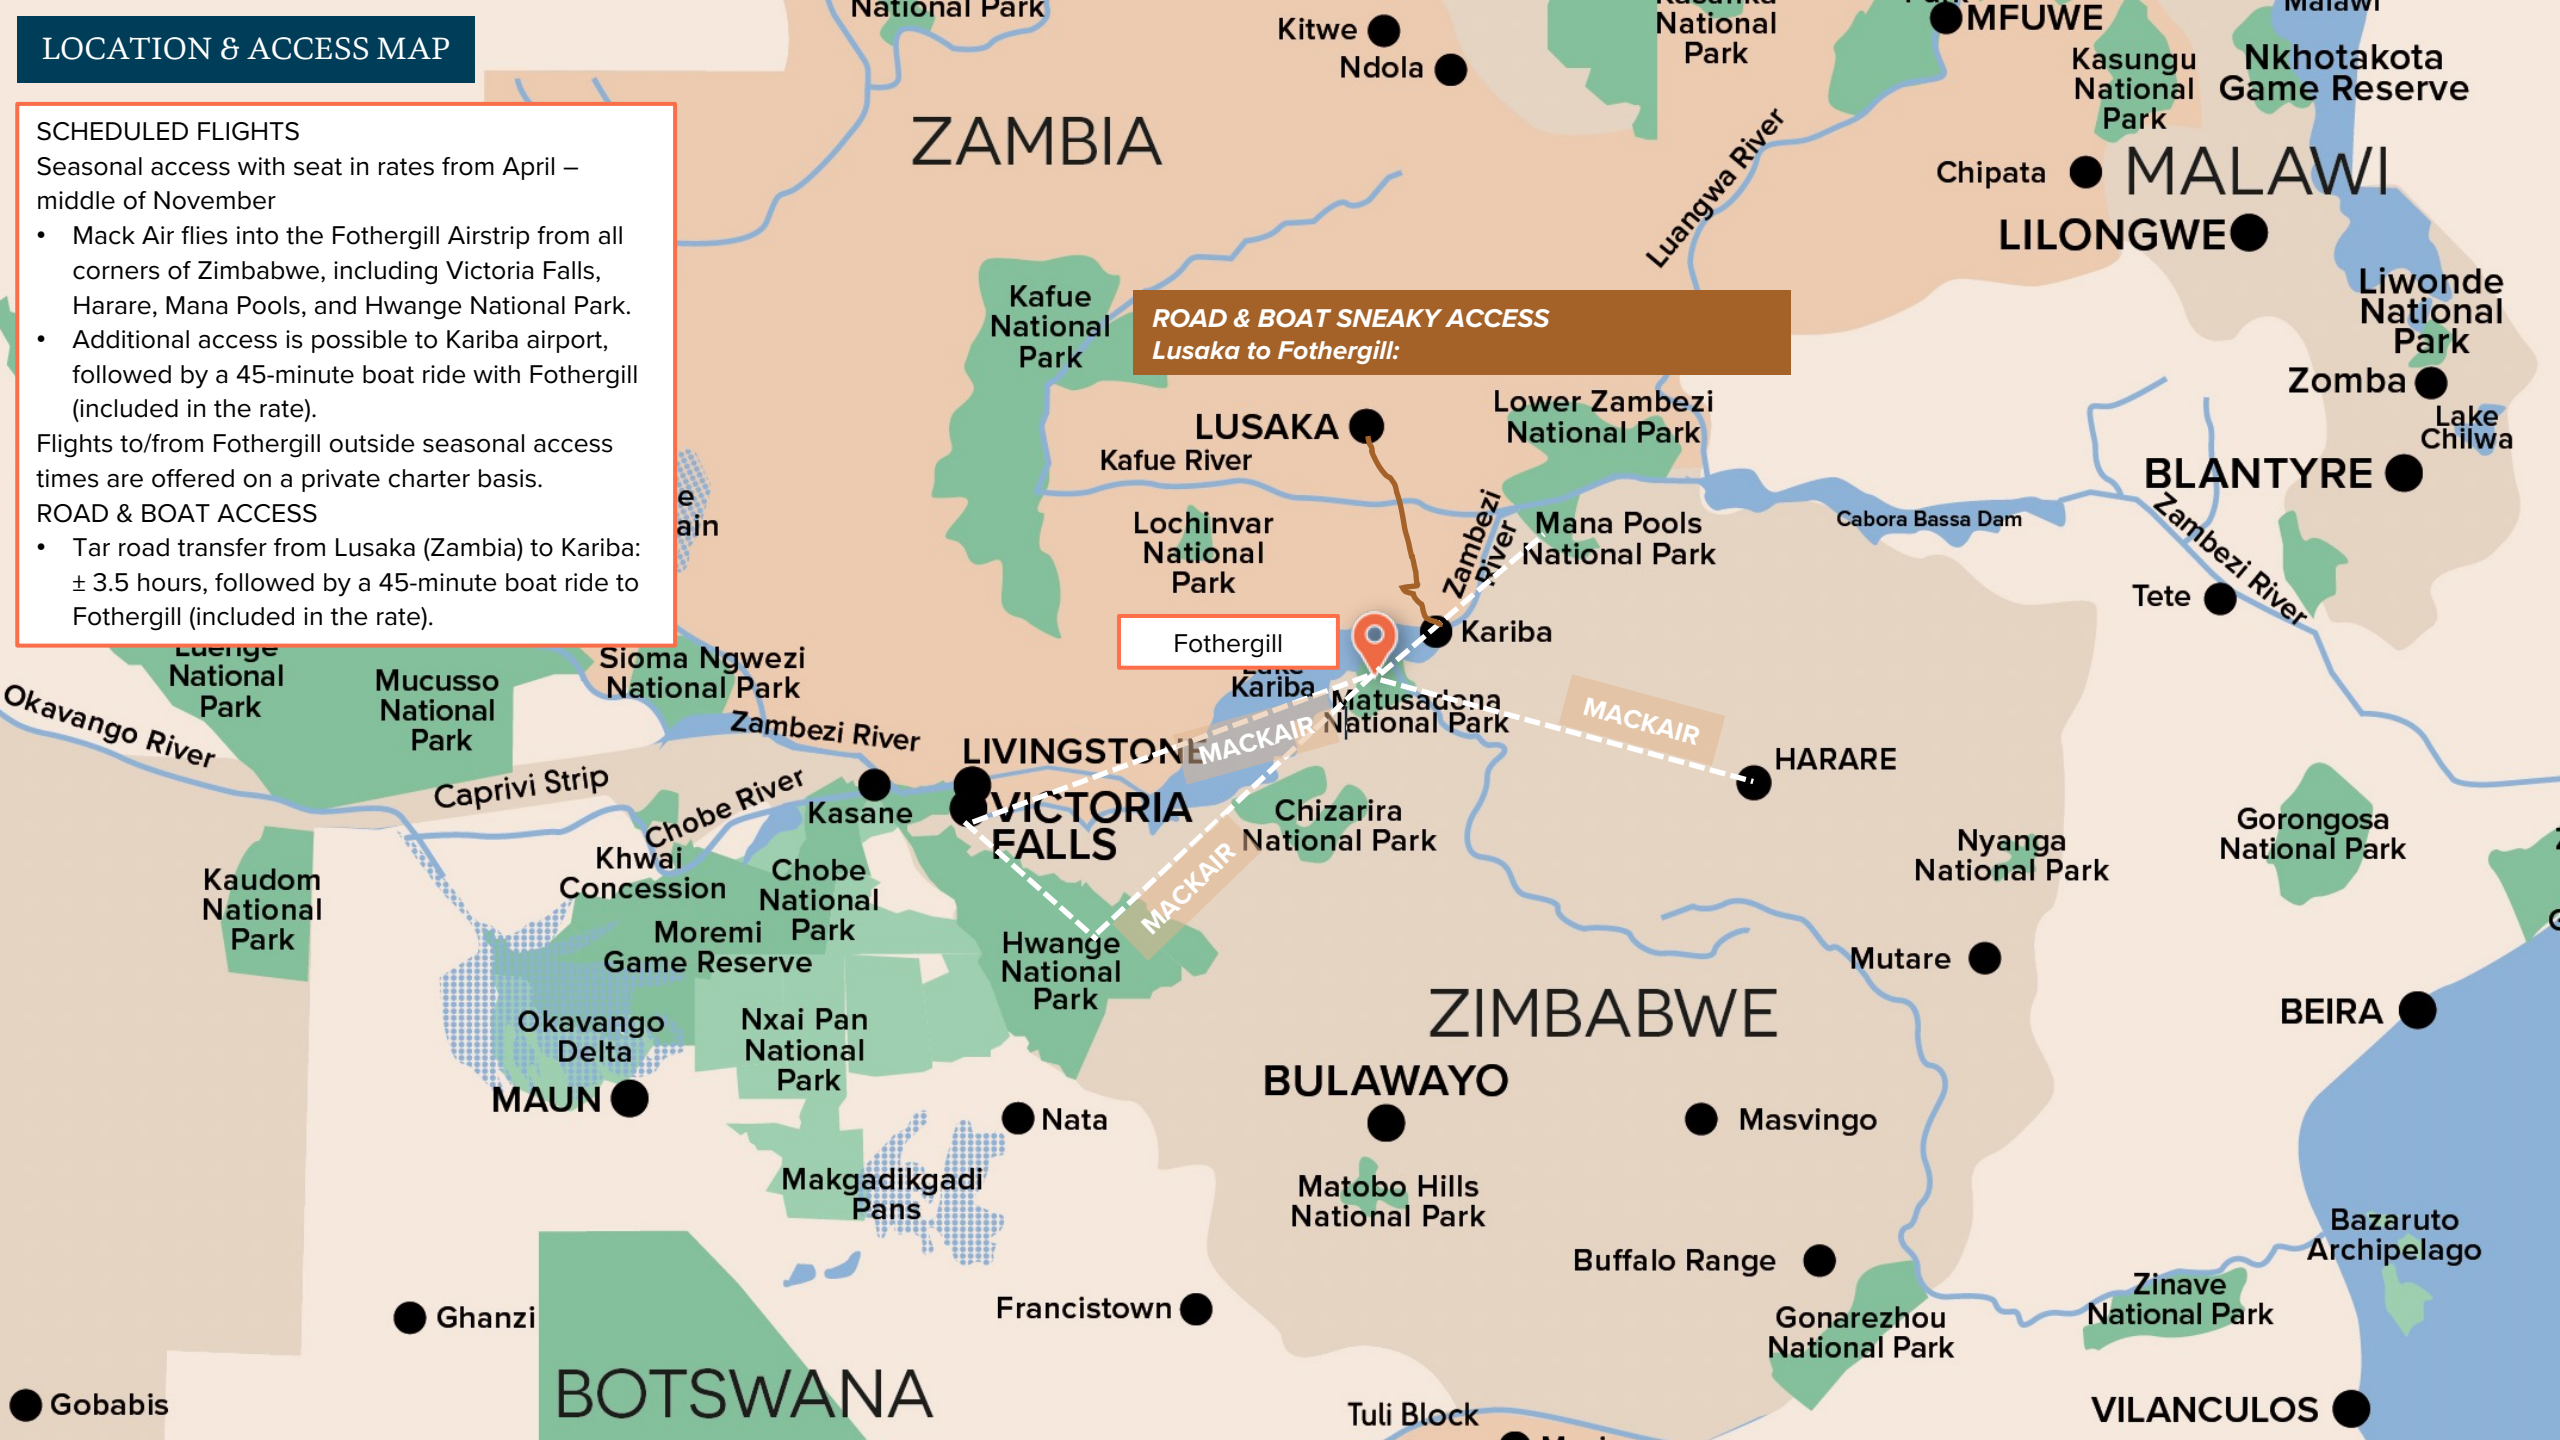 LOCATION & ACCESS MAP
SCHEDULED FLIGHTS
Seasonal access with seat in rates from April –
middle of November
• Mack Air flies into the Fothergill Airstrip from all
corners of Zimbabwe, including Victoria Falls,
Harare, Mana Pools, and Hwange National Park.
• Additional access is possible to Kariba airport,
followed by a 45-minute boat ride with Fothergill
(included in the rate).
Flights to/from Fothergill outside seasonal access
times are offered on a private charter basis.
ROAD & BOAT ACCESS
• Tar road transfer from Lusaka (Zambia) to Kariba:
± 3.5 hours, followed by a 45-minute boat ride to
Fothergill (included in the rate).
National Park
Kitwe
Ndola
National
Park
MFUWE
Malawi
Kasungu
National
Park
Nkhotakota
Game Reserve
ZAMBIA
Luangwa River
Chipata
MALAWI
LILONGWE
Liwonde
National
Park
Zomba
Lake
Chilwa
BLANTYRE
Kafue
National
Park
ROAD & BOAT SNEAKY ACCESS
Lusaka to Fothergill:
LUSAKA
Kafue River
Lower Zambezi
National Park
Lochinvar
National
Park
Zambezi
River
Mana Pools
National Park
Cabora Bassa Dam
Zambezi River
Tete
Fothergill
Kariba
Lake
Kariba
Matusadona
National Park
MACKAIR
MACKAIR
MACKAIR
HARARE
e
ain
Luenge
National
Park
Mucusso
National
Park
Sioma Ngwezi
National Park
Okavango River
Zambezi River
Caprivi Strip
Chobe River
Kasane
LIVINGSTONE
VICTORIA
FALLS
Chizarira
National Park
Nyanga
National Park
Gorongosa
National Park
Kaudom
National
Park
Khwai
Concession
Chobe
National
Park
Moremi
Game Reserve
Hwange
National
Park
Mutare
ZIMBABWE
BEIRA
Okavango
Delta
Nxai Pan
National
Park
MAUN
Nata
BULAWAYO
Masvingo
Makgadikgadi
Pans
Matobo Hills
National Park
Bazaruto
Archipelago
Buffalo Range
Zinave
National Park
Ghanzi
Francistown
Gonarezhou
National Park
BOTSWANA
Gobabis
Tuli Block
VILANCULOS